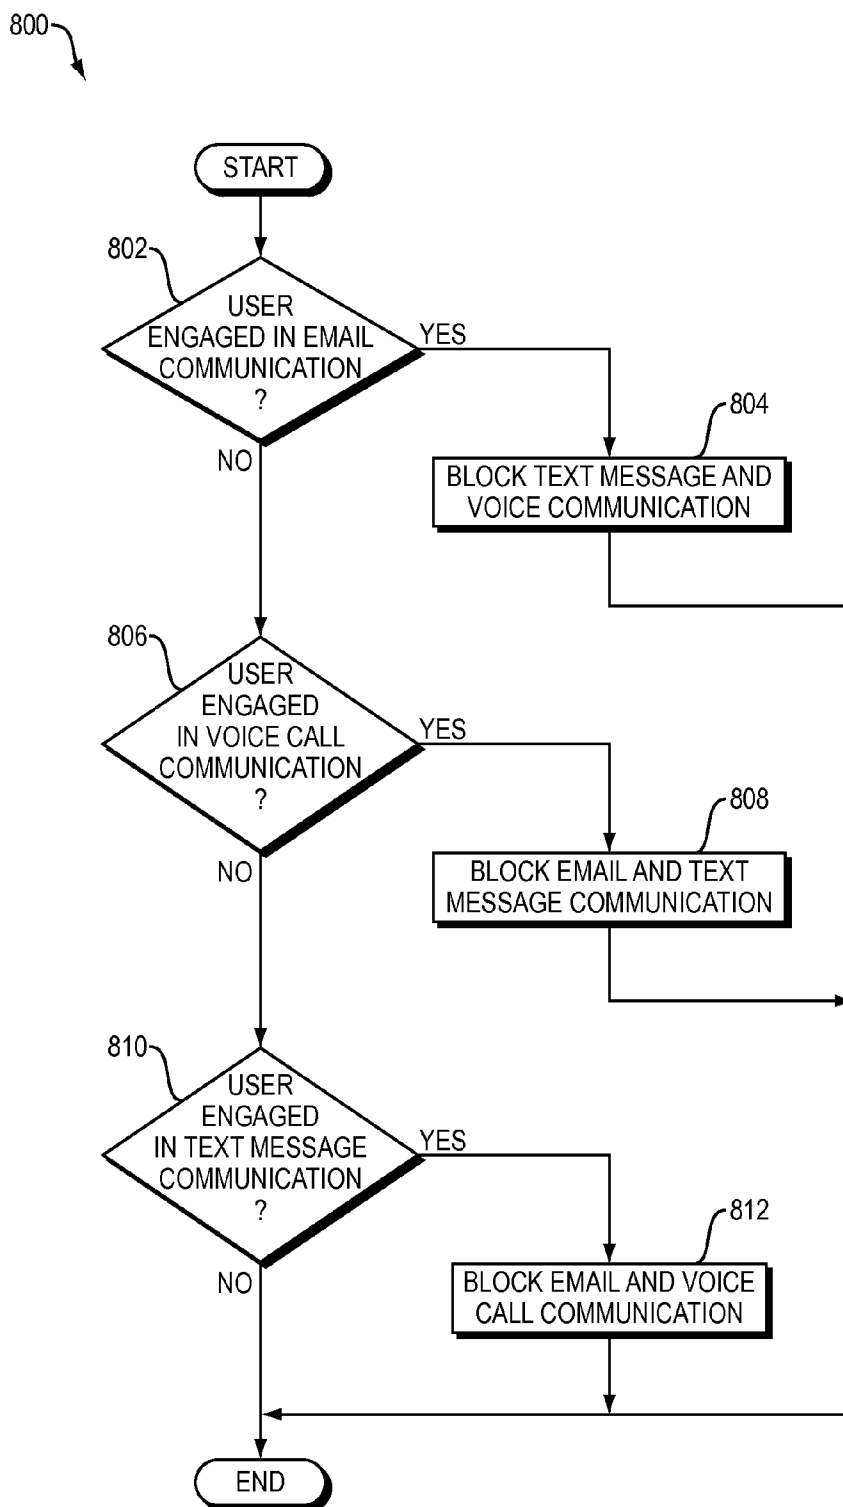 800
START
802
USER
ENGAGED IN EMAIL
COMMUNICATION
?
YES
NO
804
BLOCK TEXT MESSAGE AND
VOICE COMMUNICATION
806
USER
ENGAGED
IN VOICE CALL
COMMUNICATION
?
YES
NO
808
BLOCK EMAIL AND TEXT
MESSAGE COMMUNICATION
810
USER
ENGAGED
IN TEXT MESSAGE
COMMUNICATION
?
YES
NO
812
BLOCK EMAIL AND VOICE
CALL COMMUNICATION
END